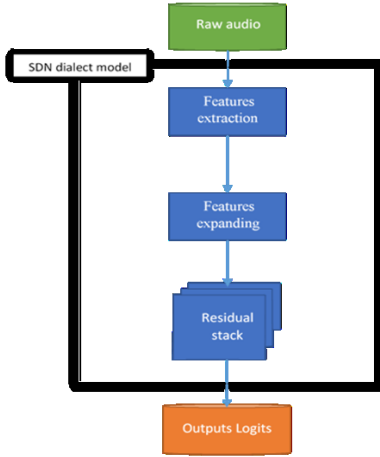 Raw audio
SDN dialect model
Features
extraction
Features
expanding
Residual
stack
Outputs Logits